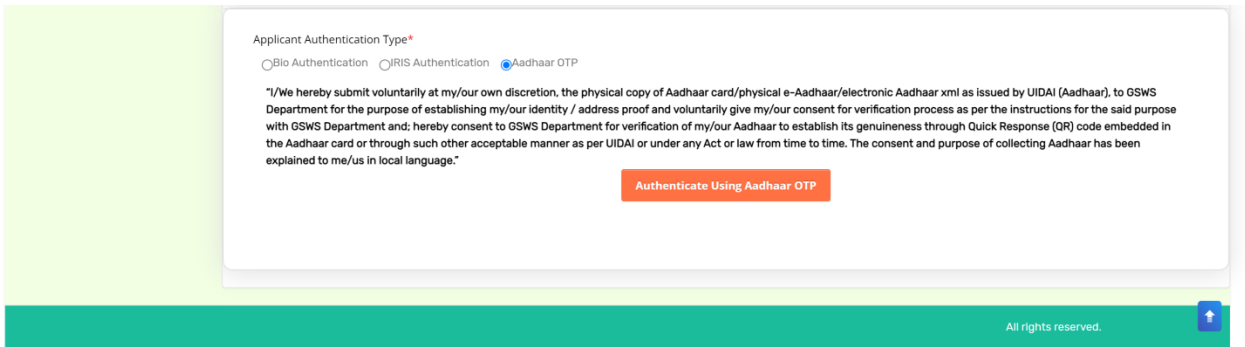 Applicant Authentication Type*
Bio Authentication IRIS Authentication Aadhaar OTP
“I/We hereby submit voluntarily at my/our own discretion, the physical copy of Aadhaar card/physical e-Aadhaar/electronic Aadhaar xml as issued by UIDAI (Aadhaar), to GSWS
Department for the purpose of establishing my/our identity / address proof and voluntarily give my/our consent for verification process as per the instructions for the said purpose
with GSWS Department and; hereby consent to GSWS Department for verification of my/our Aadhaar to establish its genuineness through Quick Response (QR) code embedded in
the Aadhaar card or through such other acceptable manner as per UIDAI or under any Act or law from time to time. The consent and purpose of collecting Aadhaar has been
explained to me/us in local language.”
Authenticate Using Aadhaar OTP
All rights reserved.